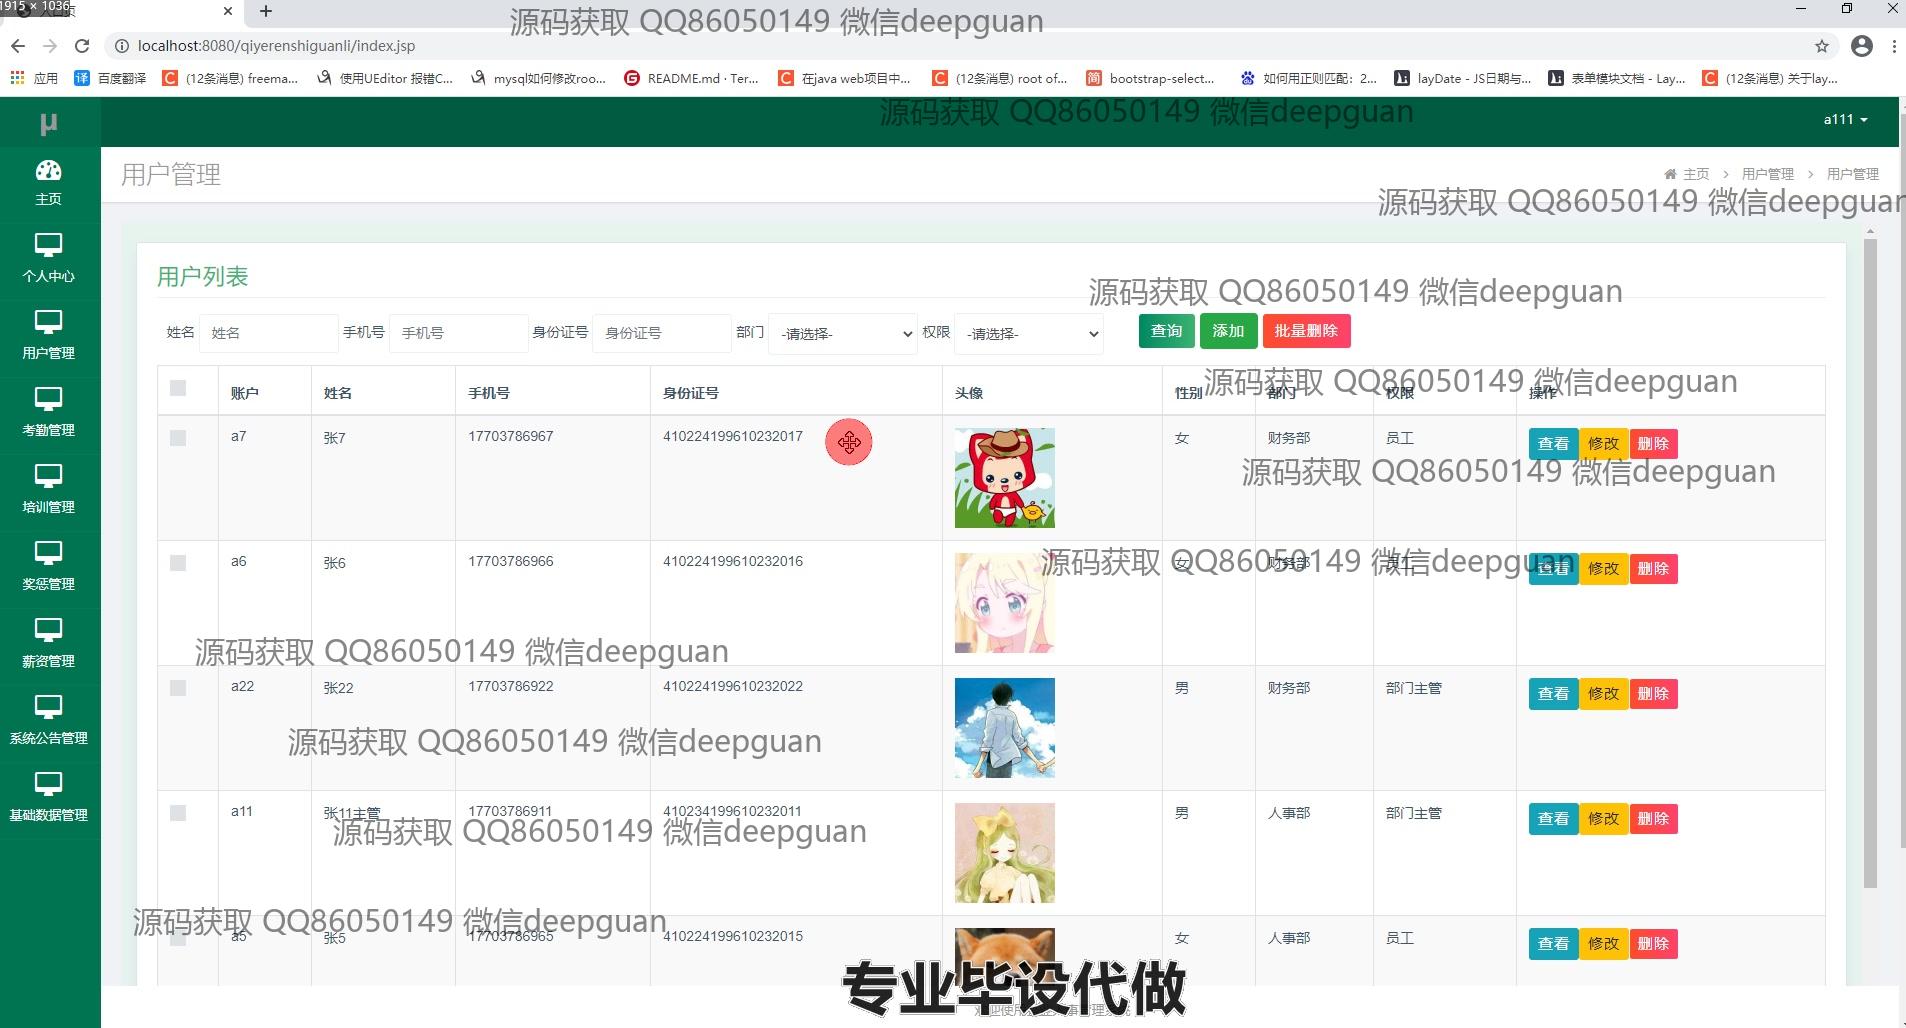 1915 × 1036
localhost:8080/qiyerenshiguanli/index.jsp
源码获取 QQ86050149 微信deepguan
应用 百度翻译 (12条消息) freema... 使用UEditor 报错C... mysql如何修改roo... README.md · Ter... 在java web项目中... (12条消息) root of... bootstrap-select... 如何用正则匹配：2... layDate - JS日期与... 表单模块文档 - Lay... (12条消息) 关于lay...
源码获取 QQ86050149 微信deepguan
μ
a111
主页
个人中心
用户管理
考勤管理
培训管理
奖惩管理
薪资管理
系统公告管理
基础数据管理
用户管理
主页 > 用户管理 > 用户管理
源码获取 QQ86050149 微信deepguan
用户列表
源码获取 QQ86050149 微信deepguan
姓名 姓名 手机号 手机号 身份证号 身份证号 部门 -请选择- 权限 -请选择- 查询 添加 批量删除
源码获取 QQ86050149 微信deepguan
账户 姓名 手机号 身份证号 头像 性别 部门 权限 操作
a7 张7 17703786967 410224199610232017 女 财务部 员工 查看 修改 删除
源码获取 QQ86050149 微信deepguan
a6 张6 17703786966 410224199610232016 女 财务部 员工 查看 修改 删除
源码获取 QQ86050149 微信deepguan
源码获取 QQ86050149 微信deepguan
a22 张22 17703786922 410224199610232022 男 财务部 部门主管 查看 修改 删除
源码获取 QQ86050149 微信deepguan
a11 张11主管 17703786911 410234199610232011 男 人事部 部门主管 查看 修改 删除
源码获取 QQ86050149 微信deepguan
源码获取 QQ86050149 微信deepguan
a5 张5 17703786965 410224199610232015 女 人事部 员工 查看 修改 删除
专业毕设代做